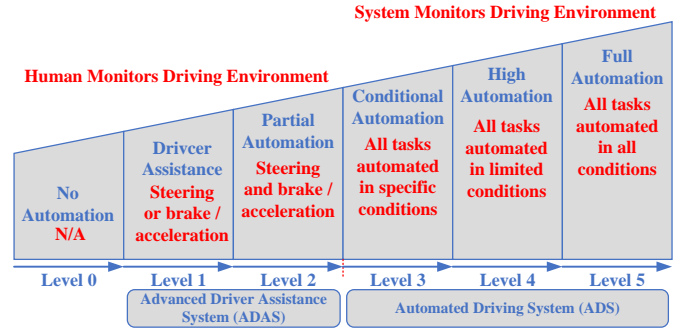 System Monitors Driving Environment
Human Monitors Driving Environment
No
Automation
N/A
Drivcer
Assistance
Steering
or brake /
acceleration
Partial
Automation
Steering
and brake /
acceleration
Conditional
Automation
All tasks
automated
in specific
conditions
High
Automation
All tasks
automated
in limited
conditions
Full
Automation
All tasks
automated
in all
conditions
Level 0
Level 1
Level 2
Level 3
Level 4
Level 5
Advanced Driver Assistance
System (ADAS)
Automated Driving System (ADS)